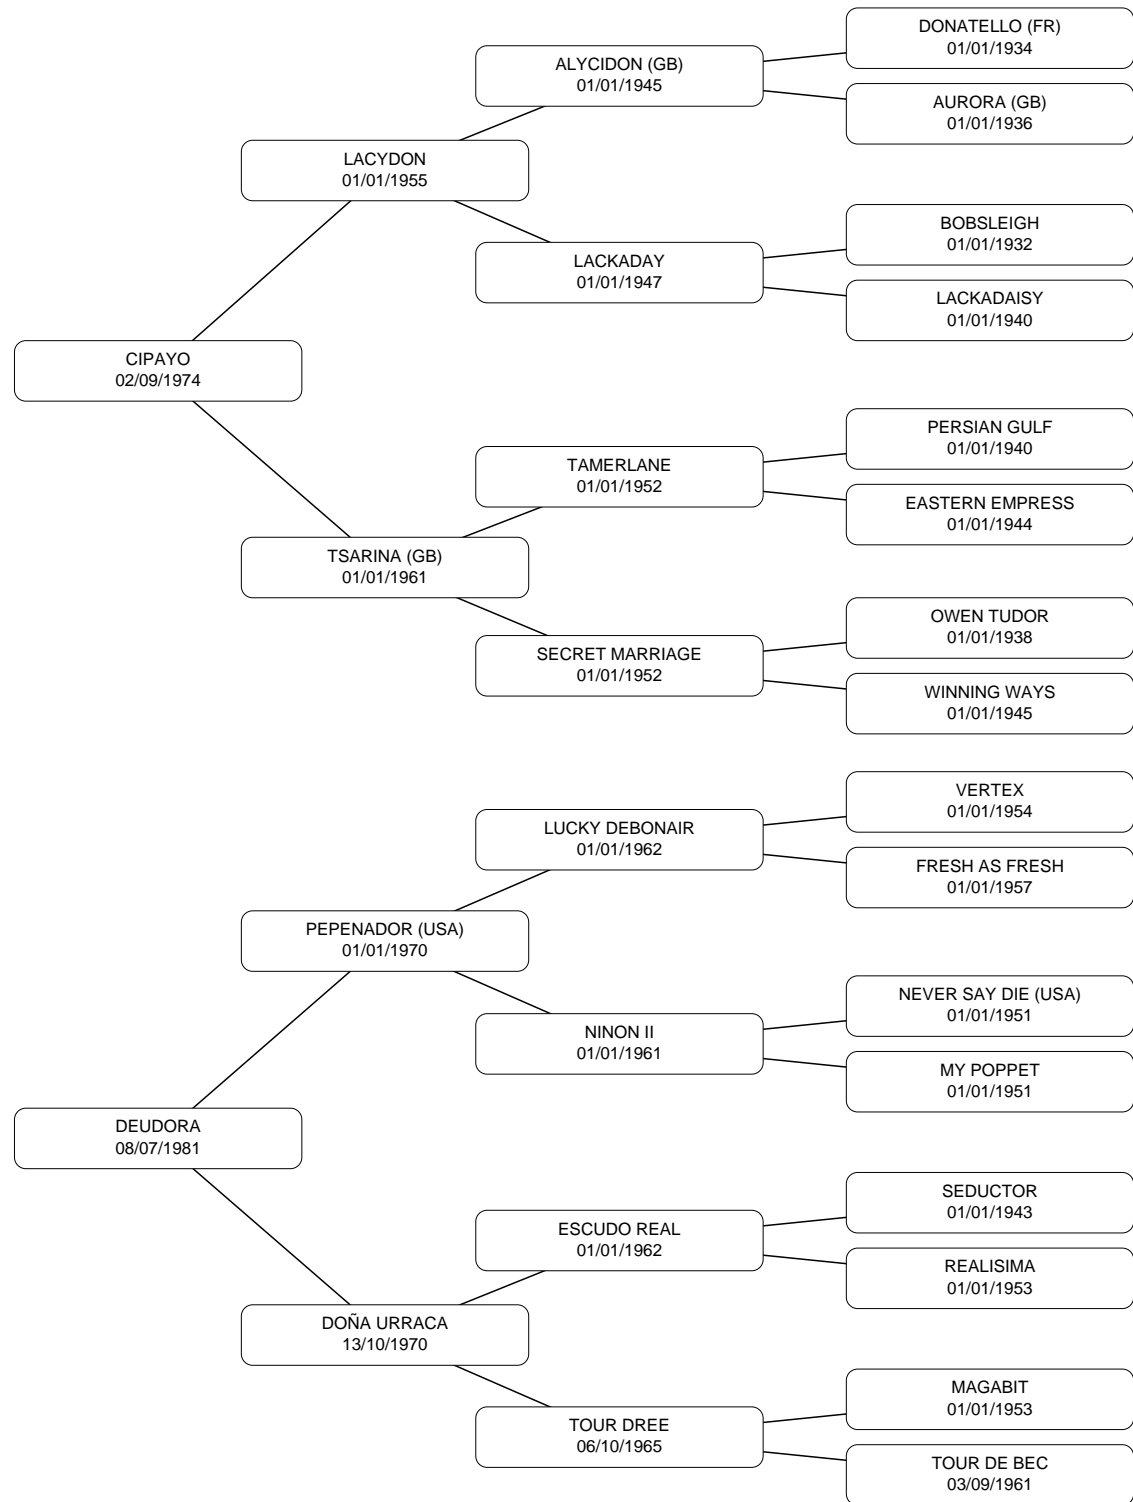 DONATELLO (FR)
01/01/1934
ALYCIDON (GB)
01/01/1945
AURORA (GB)
01/01/1936
LACYDON
01/01/1955
BOBSLEIGH
01/01/1932
LACKADAY
01/01/1947
LACKADAISY
01/01/1940
CIPAYO
02/09/1974
PERSIAN GULF
01/01/1940
TAMERLANE
01/01/1952
EASTERN EMPRESS
01/01/1944
TSARINA (GB)
01/01/1961
OWEN TUDOR
01/01/1938
SECRET MARRIAGE
01/01/1952
WINNING WAYS
01/01/1945
VERTEX
01/01/1954
LUCKY DEBONAIR
01/01/1962
FRESH AS FRESH
01/01/1957
PEPENADOR (USA)
01/01/1970
NEVER SAY DIE (USA)
01/01/1951
NINON II
01/01/1961
MY POPPET
01/01/1951
DEUDORA
08/07/1981
SEDUCTOR
01/01/1943
ESCUDO REAL
01/01/1962
REALISIMA
01/01/1953
DOÑA URRACA
13/10/1970
MAGABIT
01/01/1953
TOUR DREE
06/10/1965
TOUR DE BEC
03/09/1961